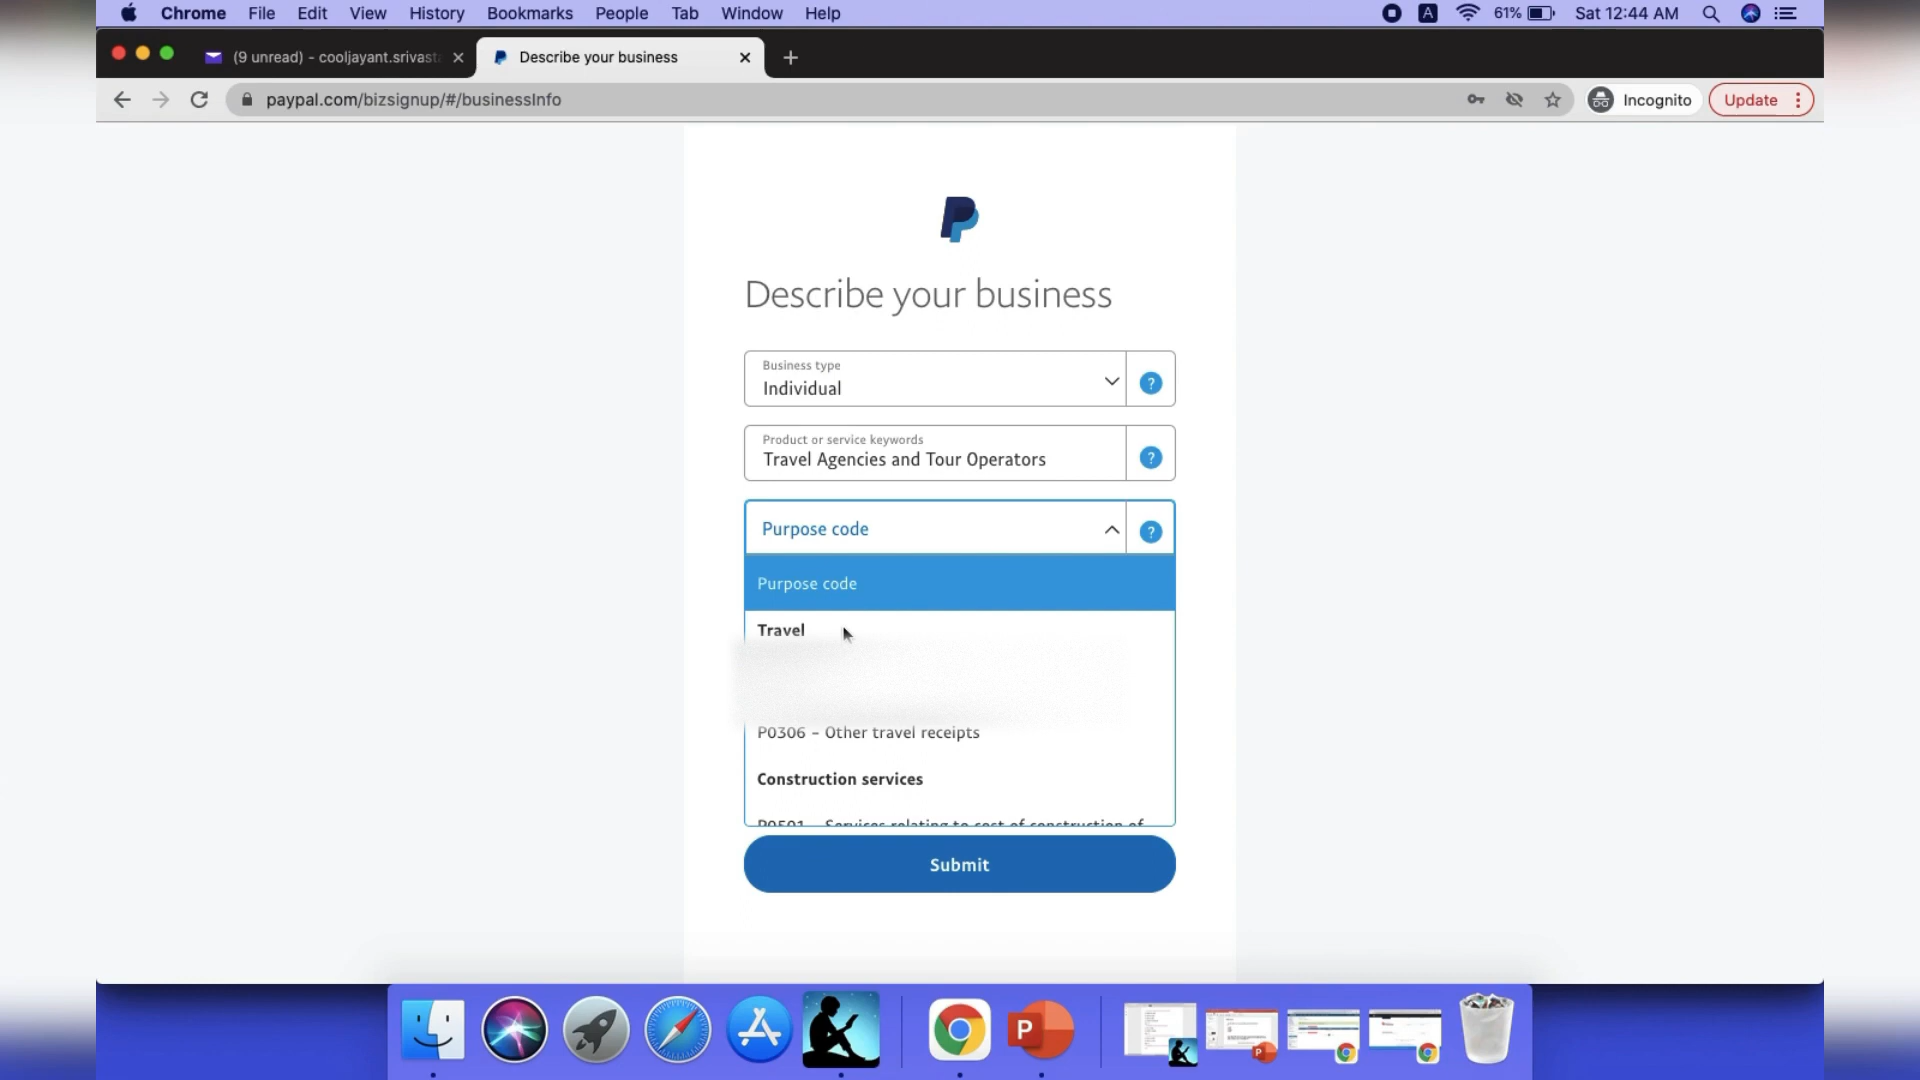 Chrome File Edit View History Bookmarks People Tab Window Help
A 61% Sat 12:44 AM
(9 unread) - cooljayant.srivasta
Describe your business
paypal.com/bizsignup/#/businessInfo
Incognito
Update
Describe your business
Business type
Individual
?
Product or service keywords
Travel Agencies and Tour Operators
?
Purpose code
?
Purpose code
Travel
P0306 – Other travel receipts
Construction services
P0501 – Services relating to cost of construction of
Submit